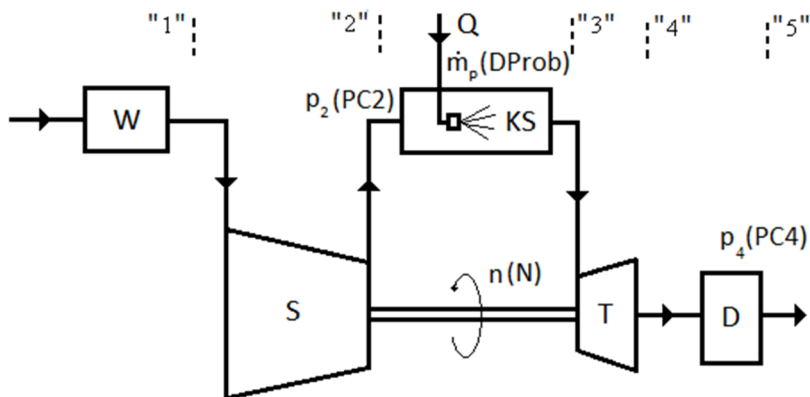 "1"
"2"
Q
"3"
"4"
"5"
ṁₚ(DProb)
p₂(PC2)
W
KS
p₄(PC4)
n(N)
S
T
D